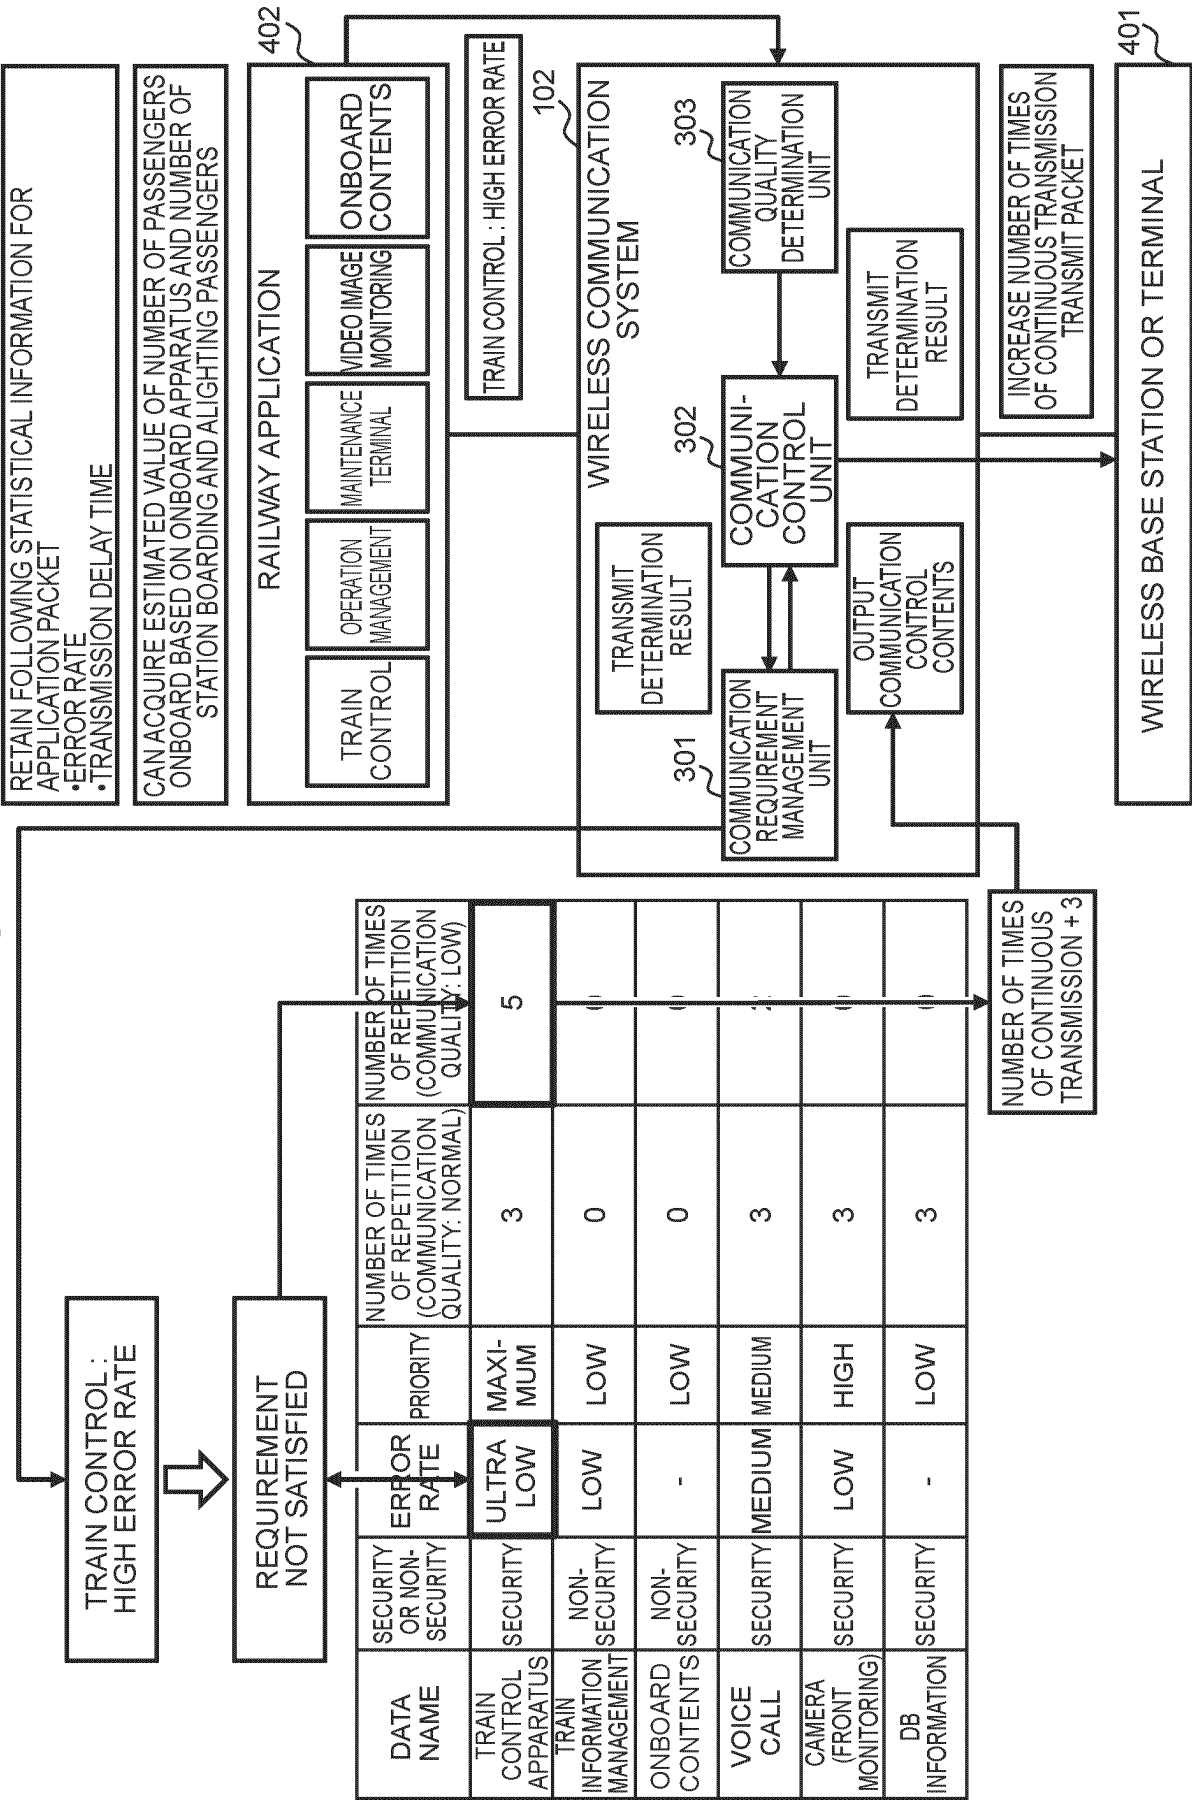 RETAIN FOLLOWING STATISTICAL INFORMATION FOR
APPLICATION PACKET
•ERROR RATE
•TRANSMISSION DELAY TIME
CAN ACQUIRE ESTIMATED VALUE OF NUMBER OF PASSENGERS
ONBOARD BASED ON ONBOARD APPARATUS AND NUMBER OF
STATION BOARDING AND ALIGHTING PASSENGERS
402
RAILWAY APPLICATION
TRAIN
CONTROL
OPERATION
MANAGEMENT
MAINTENANCE
TERMINAL
VIDEO IMAGE
MONITORING
ONBOARD
CONTENTS
TRAIN CONTROL : HIGH ERROR RATE
102
WIRELESS COMMUNICATION
SYSTEM
TRANSMIT
DETERMINATION
RESULT
301
COMMUNICATION
REQUIREMENT
MANAGEMENT
UNIT
302
COMMUNI-
CATION
CONTROL
UNIT
303
COMMUNICATION
QUALITY
DETERMINATION
UNIT
OUTPUT
COMMUNICATION
CONTROL
CONTENTS
TRANSMIT
DETERMINATION
RESULT
INCREASE NUMBER OF TIMES
OF CONTINUOUS TRANSMISSION
TRANSMIT PACKET
401
WIRELESS BASE STATION OR TERMINAL
TRAIN CONTROL :
HIGH ERROR RATE
REQUIREMENT
NOT SATISFIED
DATA
NAME
SECURITY
OR NON-
SECURITY
ERROR
RATE
PRIORITY
NUMBER OF TIMES
OF REPETITION
(COMMUNICATION
QUALITY: NORMAL)
NUMBER OF TIMES
OF REPETITION
(COMMUNICATION
QUALITY: LOW)
TRAIN
CONTROL
APPARATUS
SECURITY
ULTRA
LOW
MAXI-
MUM
3
5
TRAIN
INFORMATION
MANAGEMENT
NON-
SECURITY
LOW
LOW
0
ONBOARD
CONTENTS
NON-
SECURITY
-
LOW
0
VOICE
CALL
SECURITY
MEDIUM
MEDIUM
3
CAMERA
(FRONT
MONITORING)
SECURITY
LOW
HIGH
3
DB
INFORMATION
SECURITY
-
LOW
3
NUMBER OF TIMES
OF CONTINUOUS
TRANSMISSION + 3